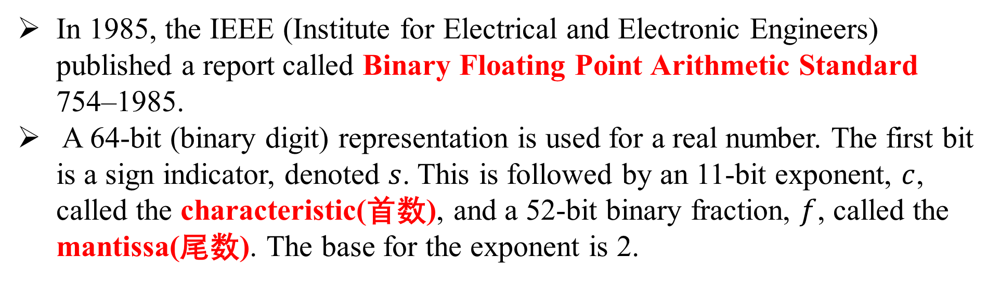 ➢ In 1985, the IEEE (Institute for Electrical and Electronic Engineers)
published a report called Binary Floating Point Arithmetic Standard
754–1985.
➢ A 64-bit (binary digit) representation is used for a real number. The first bit
is a sign indicator, denoted s. This is followed by an 11-bit exponent, c,
called the characteristic(首数), and a 52-bit binary fraction, f, called the
mantissa(尾数). The base for the exponent is 2.